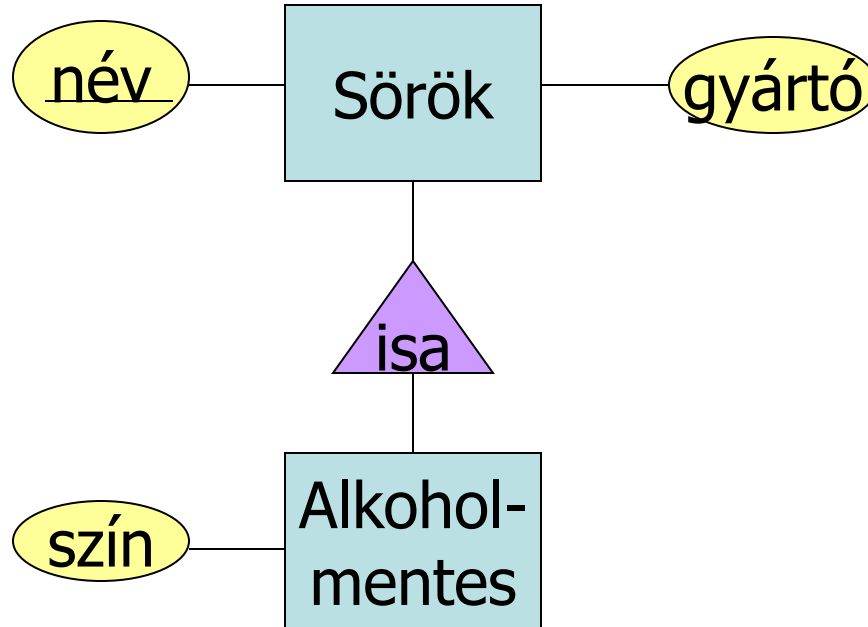 név
Sörök
gyártó
isa
szín
Alkohol-
mentes